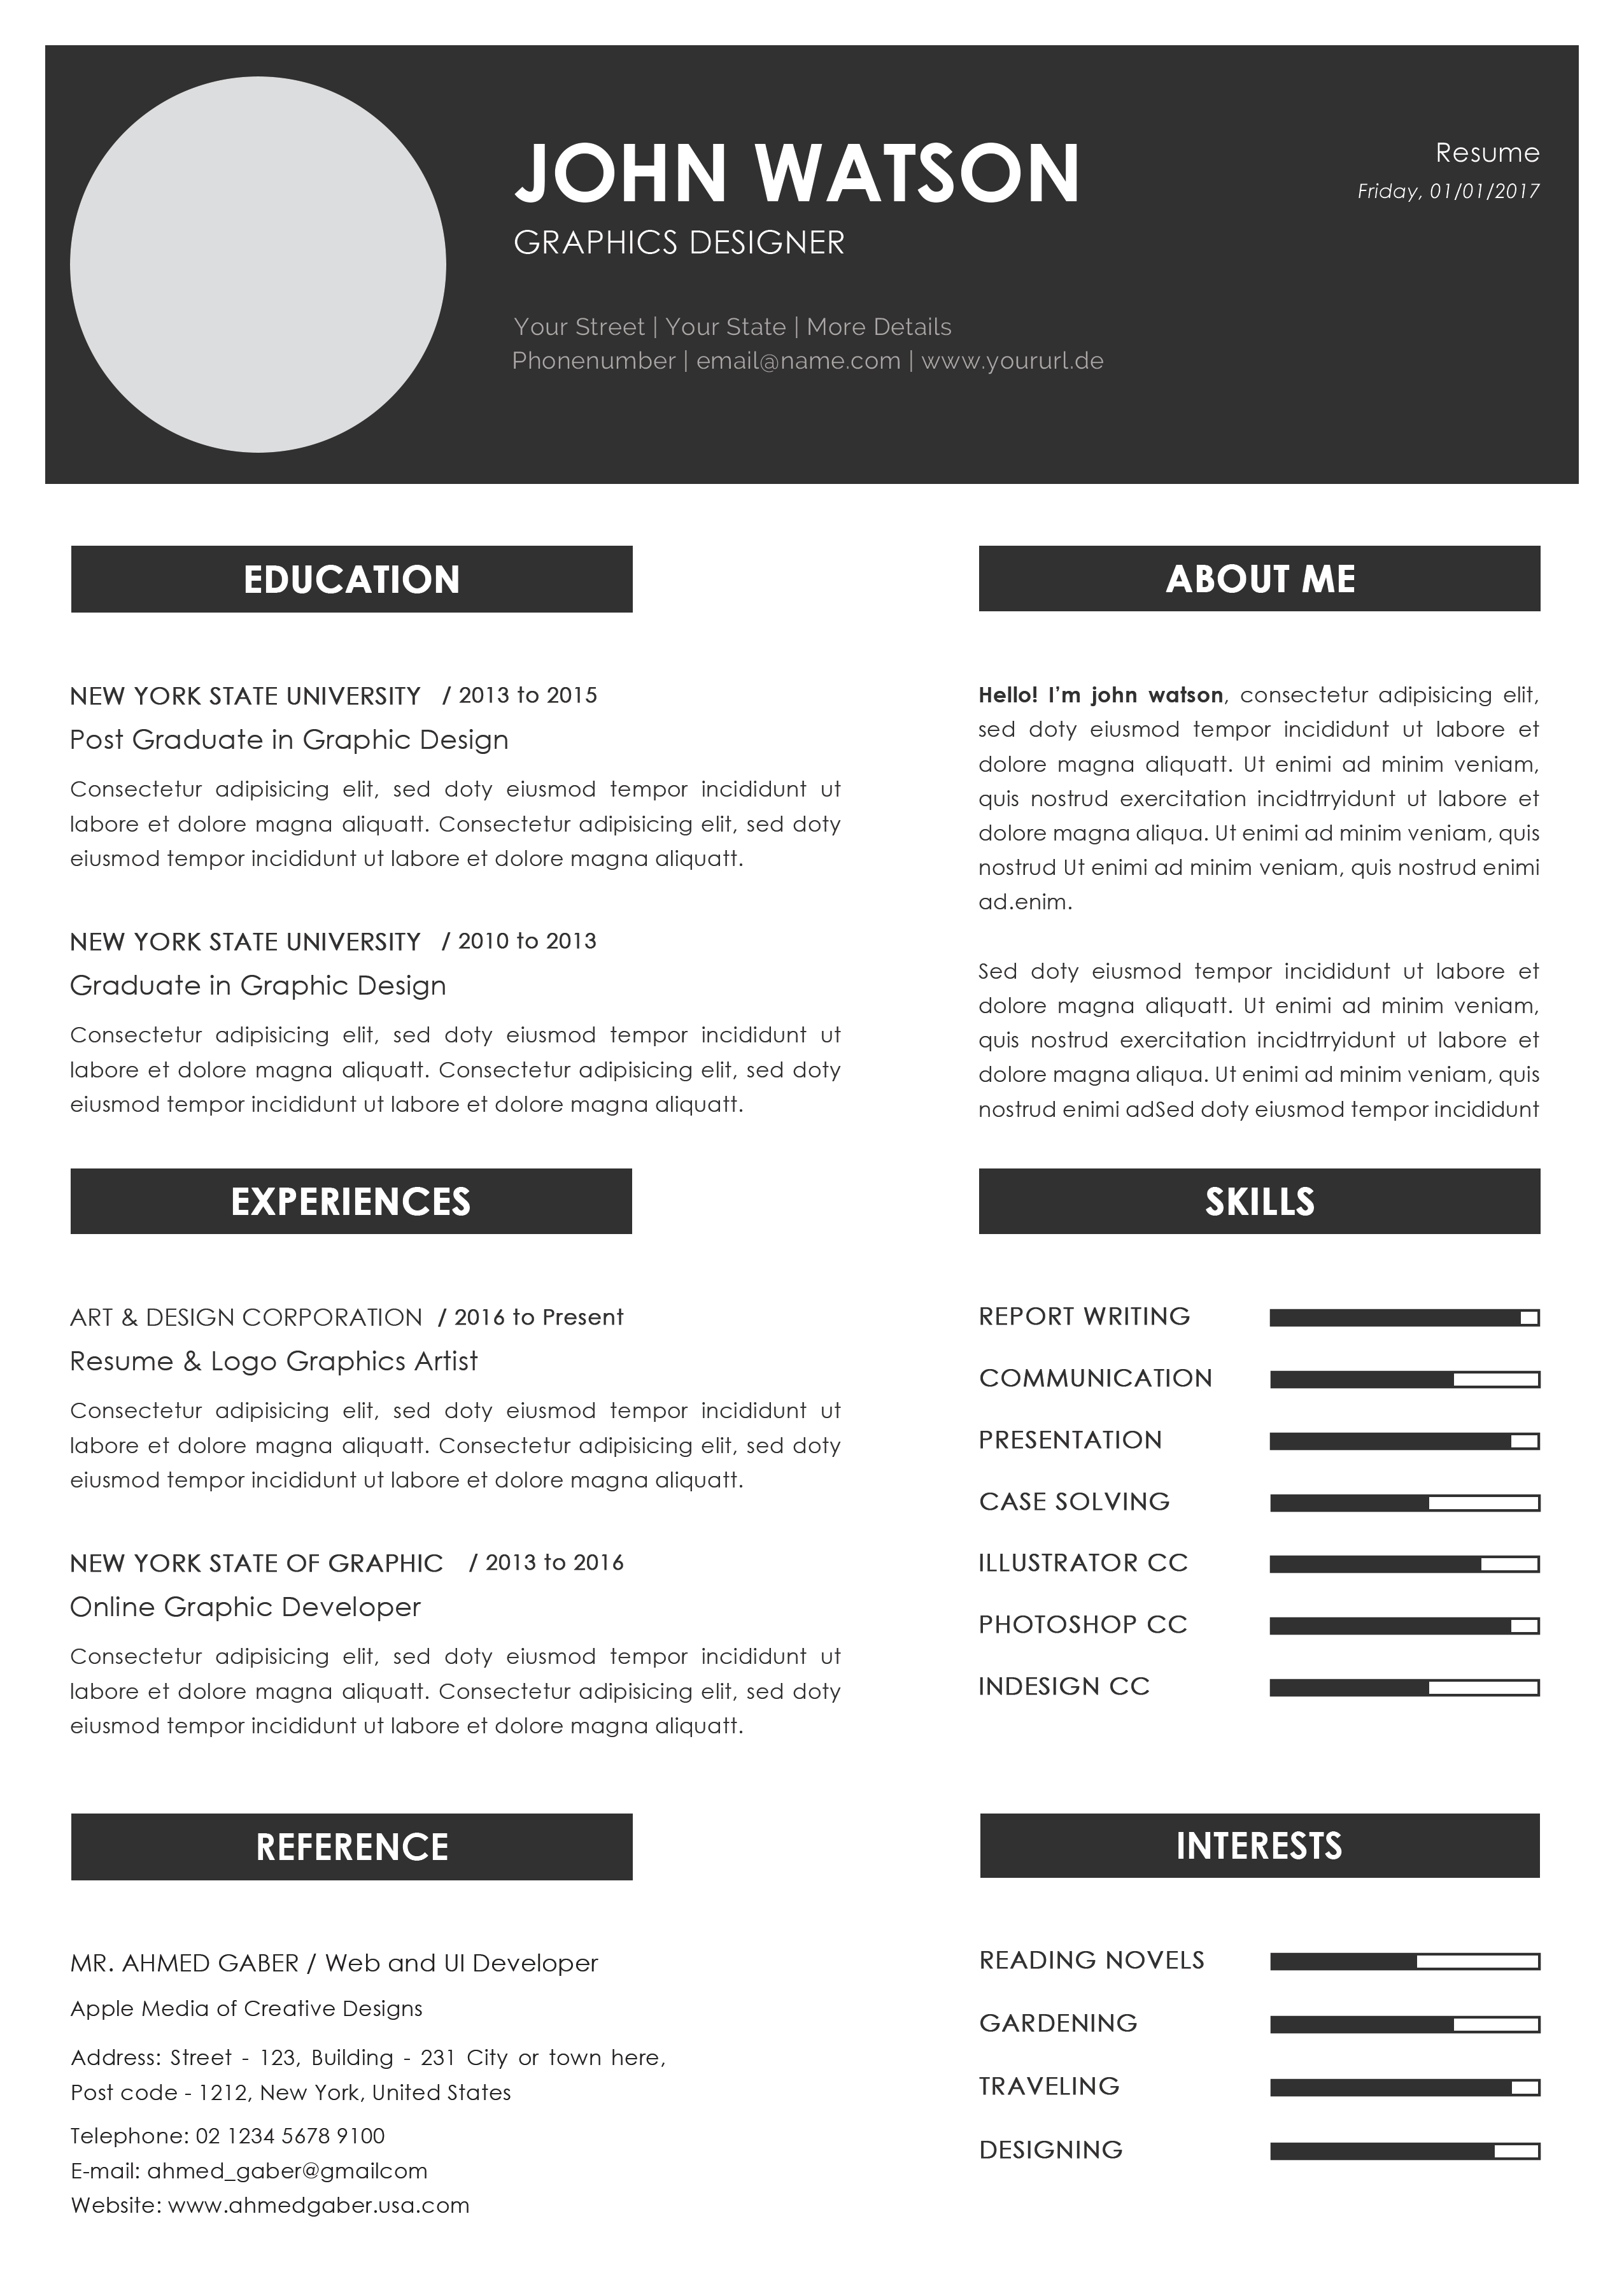 JOHN WATSON
GRAPHICS DESIGNER
Your Street | Your State | More Details
Phonenumber | email@name.com | www.yoururl.de
Resume
Friday, 01/01/2017
EDUCATION
NEW YORK STATE UNIVERSITY / 2013 to 2015
Post Graduate in Graphic Design
Consectetur adipisicing elit, sed doty eiusmod tempor incididunt ut
labore et dolore magna aliquatt. Consectetur adipisicing elit, sed doty
eiusmod tempor incididunt ut labore et dolore magna aliquatt.
NEW YORK STATE UNIVERSITY / 2010 to 2013
Graduate in Graphic Design
Consectetur adipisicing elit, sed doty eiusmod tempor incididunt ut
labore et dolore magna aliquatt. Consectetur adipisicing elit, sed doty
eiusmod tempor incididunt ut labore et dolore magna aliquatt.
EXPERIENCES
ART & DESIGN CORPORATION / 2016 to Present
Resume & Logo Graphics Artist
Consectetur adipisicing elit, sed doty eiusmod tempor incididunt ut
labore et dolore magna aliquatt. Consectetur adipisicing elit, sed doty
eiusmod tempor incididunt ut labore et dolore magna aliquatt.
NEW YORK STATE OF GRAPHIC / 2013 to 2016
Online Graphic Developer
Consectetur adipisicing elit, sed doty eiusmod tempor incididunt ut
labore et dolore magna aliquatt. Consectetur adipisicing elit, sed doty
eiusmod tempor incididunt ut labore et dolore magna aliquatt.
REFERENCE
MR. AHMED GABER / Web and UI Developer
Apple Media of Creative Designs
Address: Street - 123, Building - 231 City or town here,
Post code - 1212, New York, United States
Telephone: 02 1234 5678 9100
E-mail: ahmed_gaber@gmailcom
Website: www.ahmedgaber.usa.com
ABOUT ME
Hello! I’m john watson, consectetur adipisicing elit,
sed doty eiusmod tempor incididunt ut labore et
dolore magna aliquatt. Ut enimi ad minim veniam,
quis nostrud exercitation incidtrryidunt ut labore et
dolore magna aliqua. Ut enimi ad minim veniam, quis
nostrud Ut enimi ad minim veniam, quis nostrud enimi
ad.enim.
Sed doty eiusmod tempor incididunt ut labore et
dolore magna aliquatt. Ut enimi ad minim veniam,
quis nostrud exercitation incidtrryidunt ut labore et
dolore magna aliqua. Ut enimi ad minim veniam, quis
nostrud enimi adSed doty eiusmod tempor incididunt
SKILLS
REPORT WRITING
COMMUNICATION
PRESENTATION
CASE SOLVING
ILLUSTRATOR CC
PHOTOSHOP CC
INDESIGN CC
INTERESTS
READING NOVELS
GARDENING
TRAVELING
DESIGNING